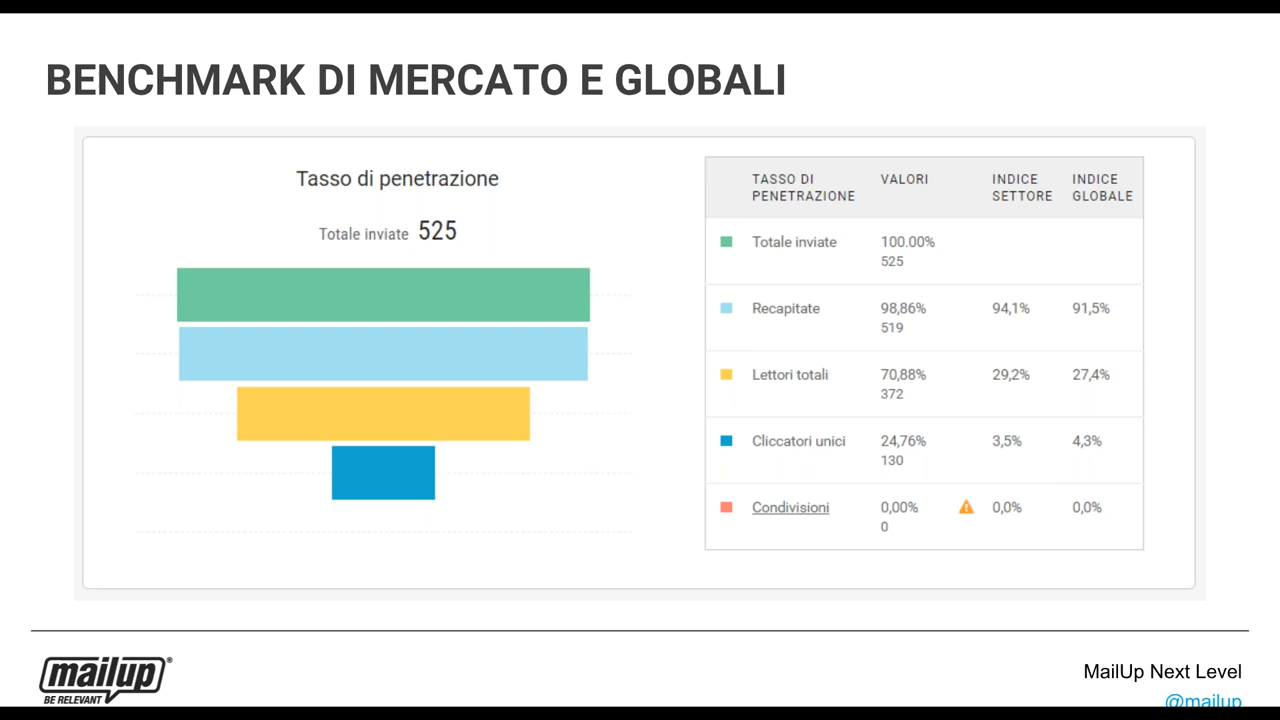 BENCHMARK DI MERCATO E GLOBALI
Tasso di penetrazione
Totale inviate 525
TASSO DI PENETRAZIONE VALORI INDICE SETTORE INDICE GLOBALE
Totale inviate 100.00%
525
Recapitate 98,86% 94,1% 91,5%
519
Lettori totali 70,88% 29,2% 27,4%
372
Cliccatori unici 24,76% 3,5% 4,3%
130
Condivisioni 0,00% 0,0% 0,0%
0
mailup®
BE RELEVANT
MailUp Next Level
@mailup